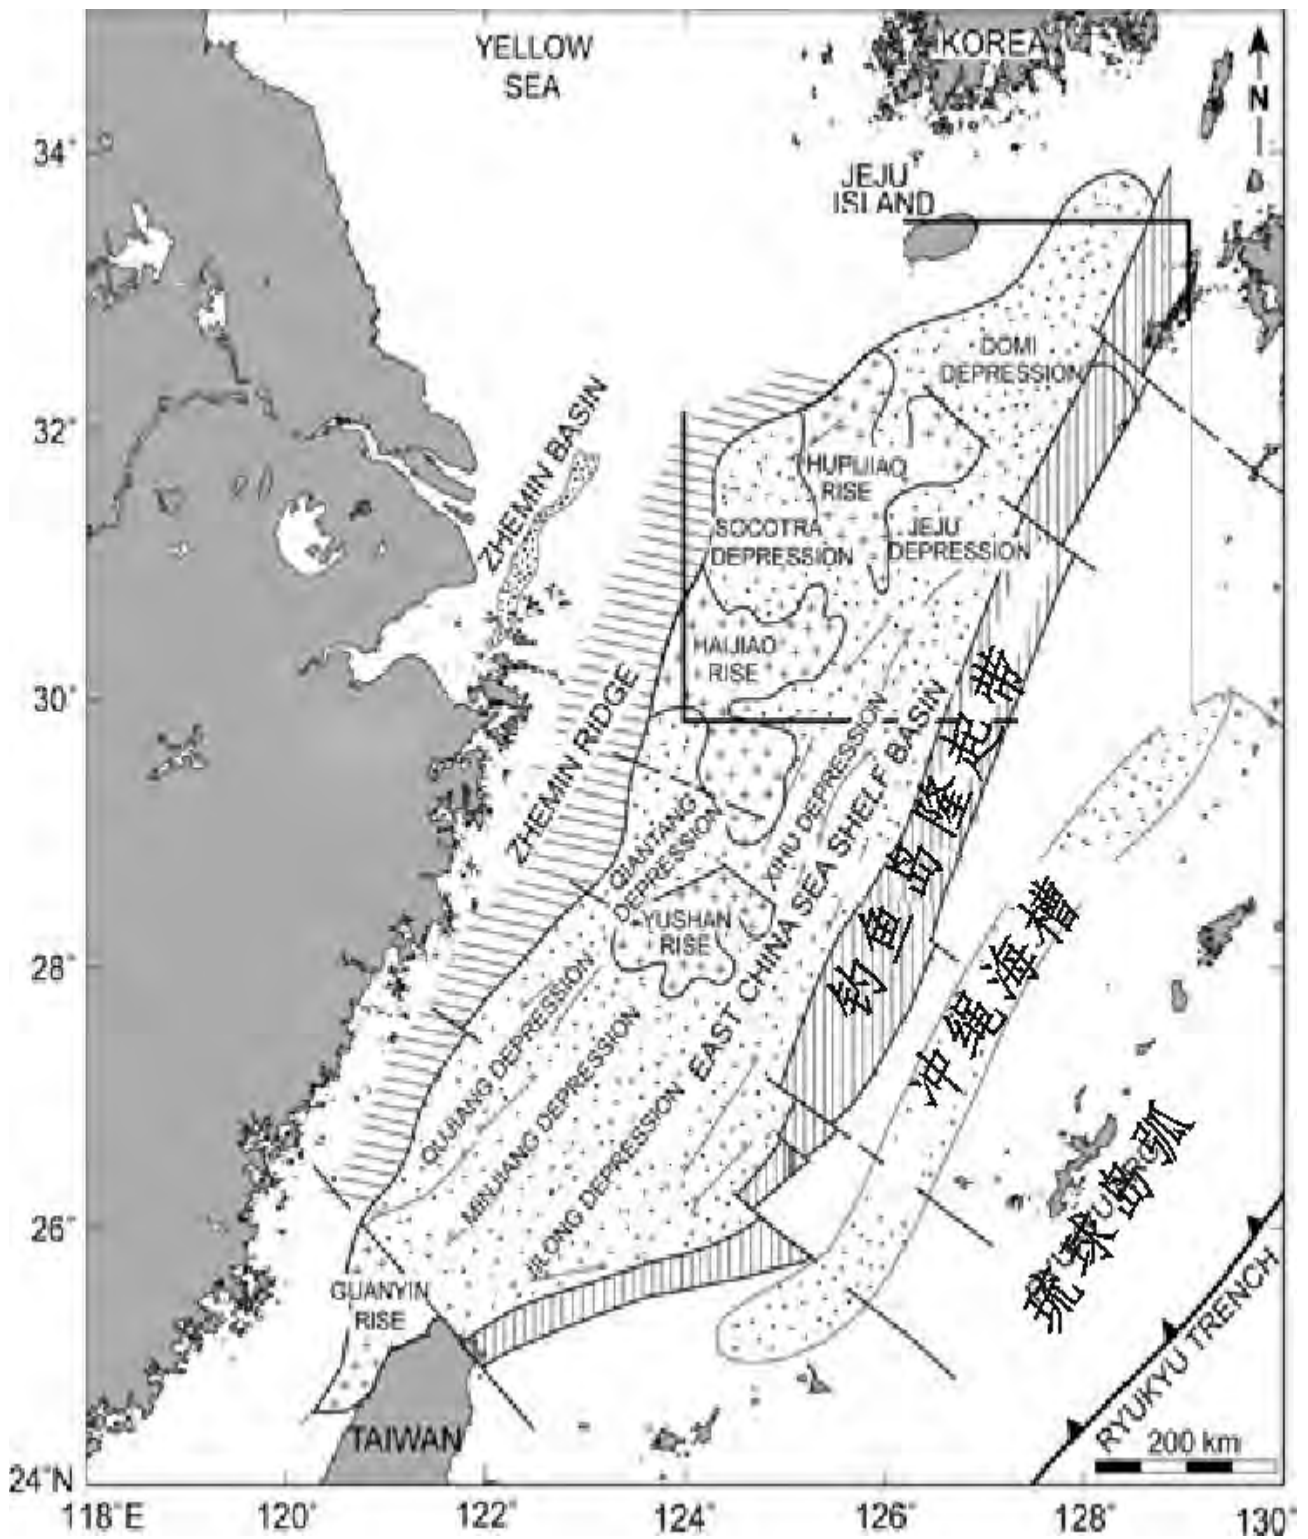 YELLOW
SEA
KOREA
N
34°
JEJU
ISLAND
DOMI
DEPRESSION
32°
ZHEMIN BASIN
HUPIJIAO
RISE
SOCOTRA
DEPRESSION
JEJU
DEPRESSION
HAIJIAO
RISE
30°
ZHEMIN RIDGE
QIANTANG
DEPRESSION
XIHU DEPRESSION
EAST CHINA SEA SHELF BASIN
钓鱼岛隆起带
YUSHAN
RISE
28°
冲绳海槽
QUJIANG DEPRESSION
MINJIANG DEPRESSION
JILONG DEPRESSION
琉球岛弧
26°
GUANYIN
RISE
RYUKYU TRENCH
TAIWAN
200 km
24°N
118°E
120°
122°
124°
126°
128°
130°